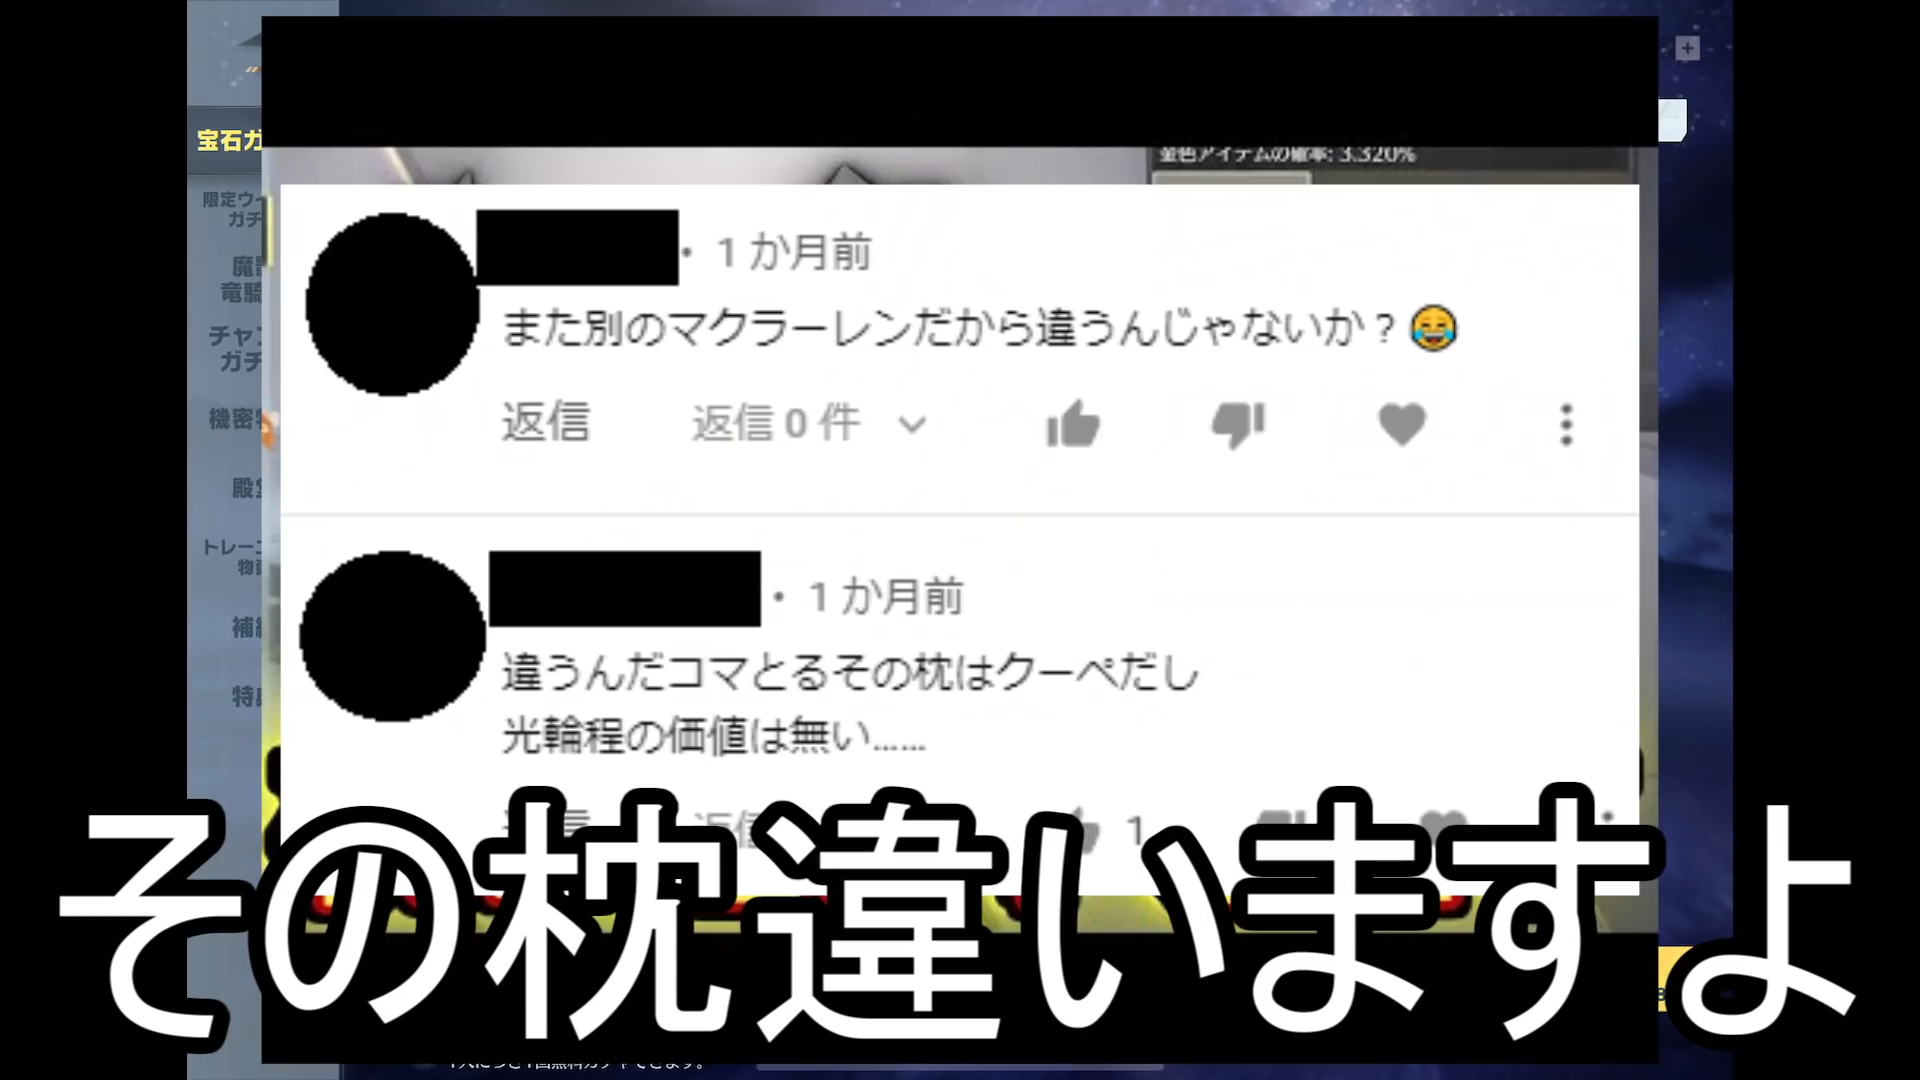 金色アイテムの確率: 3.320%
宝石ガ
限定ウ
ガチ
竜騎
チャン
ガチ
機密
トレー
・ 1 か月前
また別のマクラーレンだから違うんじゃないか？😂
返信 返信 0 件
・ 1 か月前
違うんだコマとるその枕はクーペだし
光輪程の価値は無い……
1
その枕違いますよ